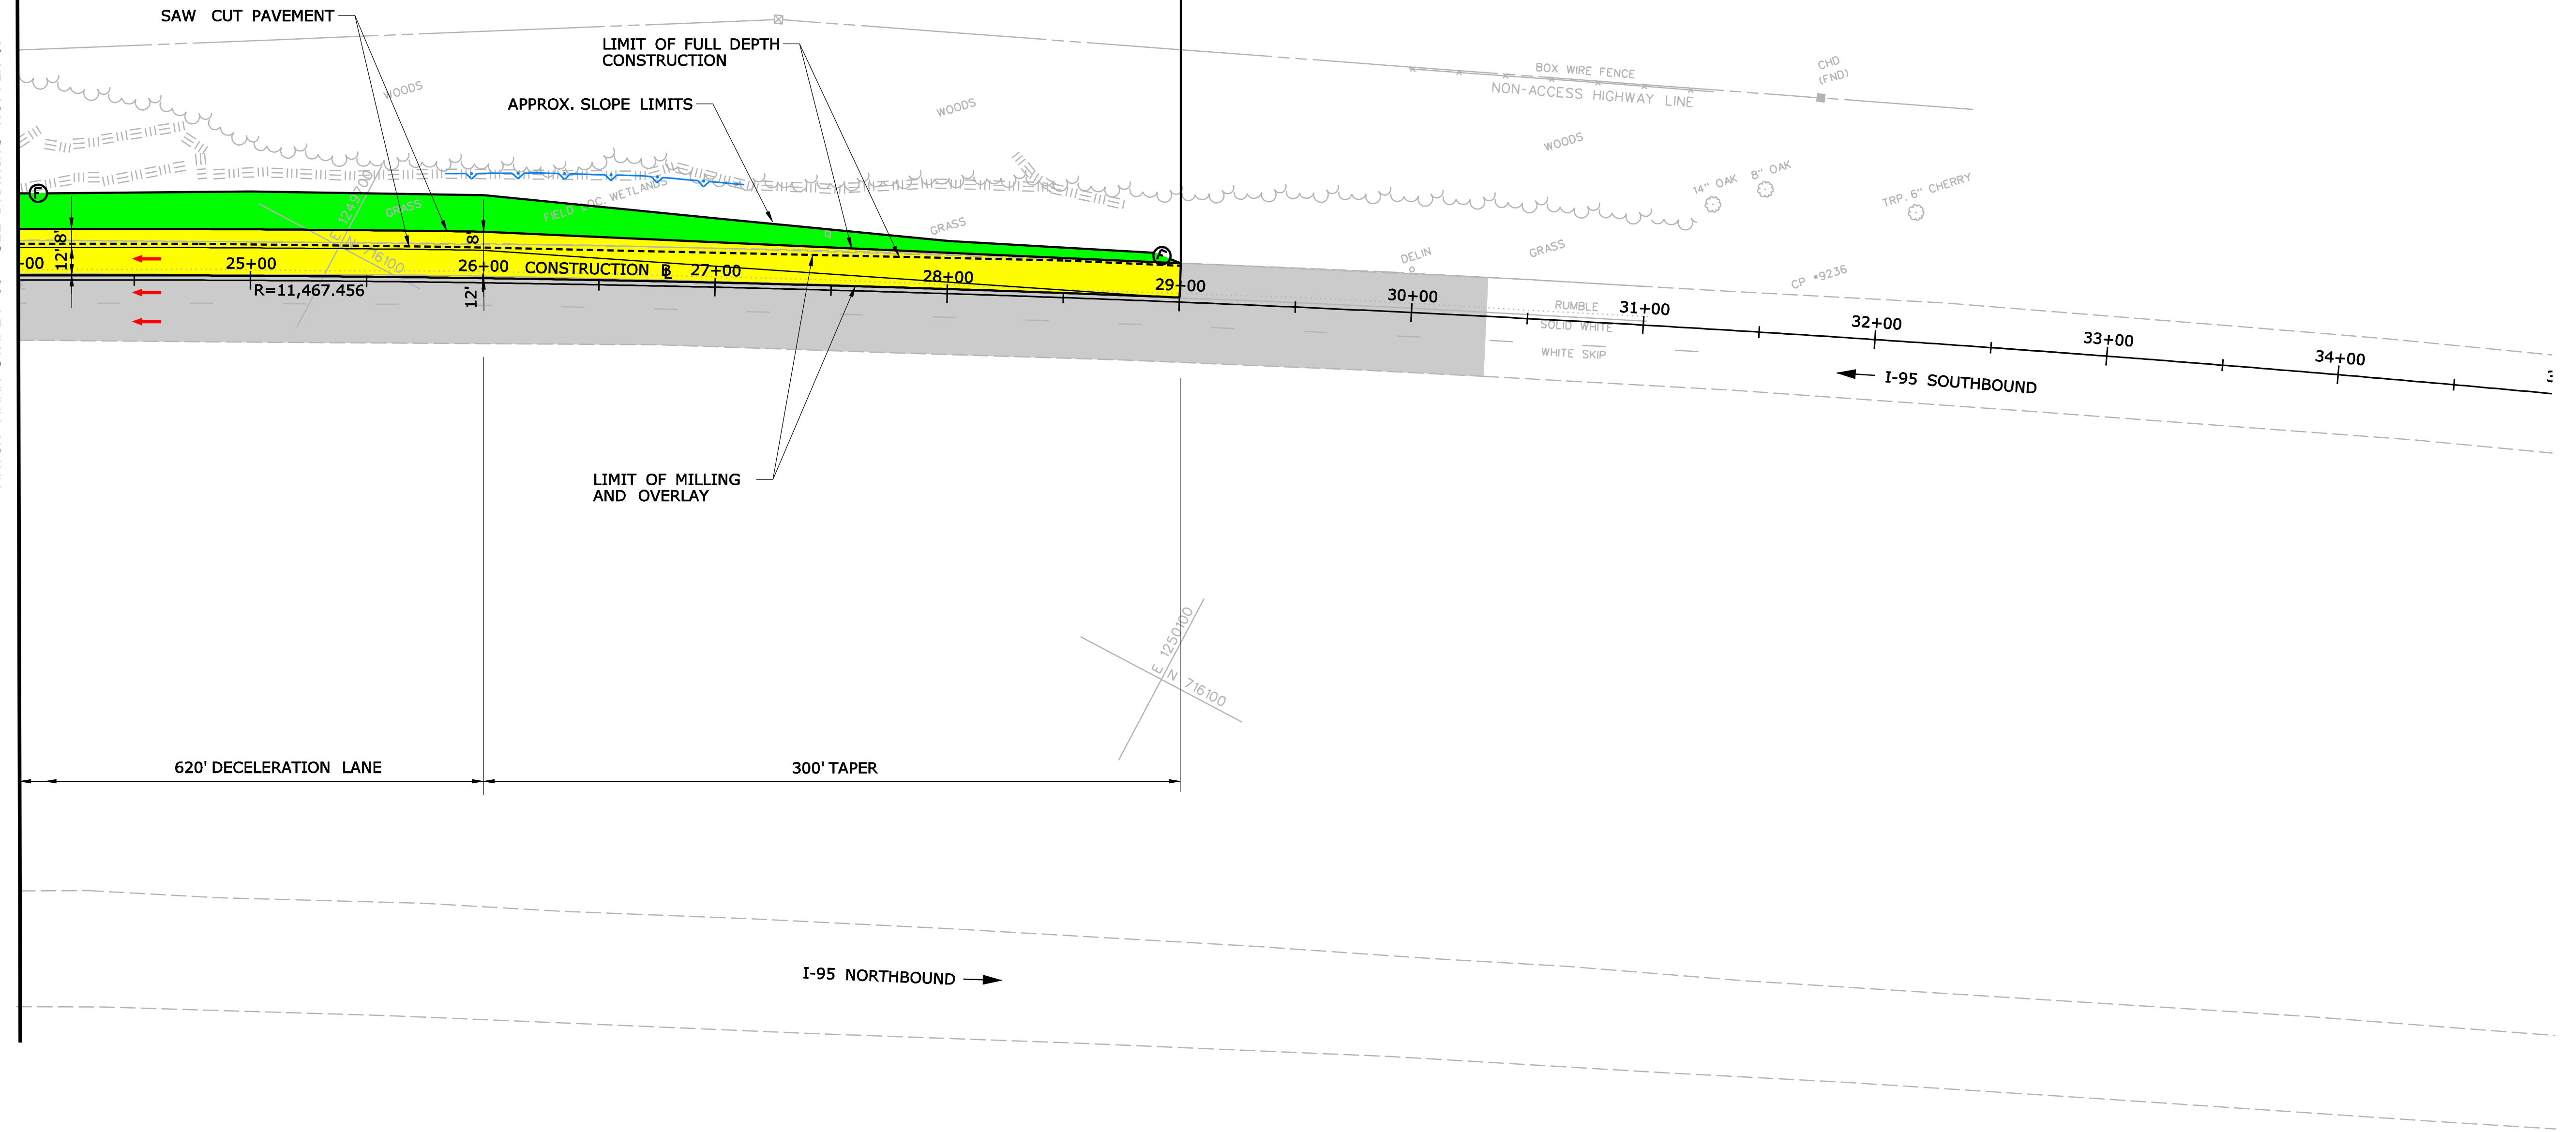 SAW CUT PAVEMENT
LIMIT OF FULL DEPTH
CONSTRUCTION
APPROX. SLOPE LIMITS
WOODS
WOODS
WOODS
BOX WIRE FENCE
NON-ACCESS HIGHWAY LINE
CHD
(FND)
14" OAK
8" OAK
TRP. 6" CHERRY
F
GRASS
FIELD LOC. WETLANDS
GRASS
GRASS
DELIN
CP *9236
8'
12'
8'
12'
-00
25+00
26+00
CONSTRUCTION ℄
27+00
28+00
F
29+00
30+00
31+00
32+00
33+00
34+00
R=11,467.456
N 716100
RUMBLE
SOLID WHITE
WHITE SKIP
I-95 SOUTHBOUND
LIMIT OF MILLING
AND OVERLAY
E 1250100
N 716100
620' DECELERATION LANE
300' TAPER
I-95 NORTHBOUND